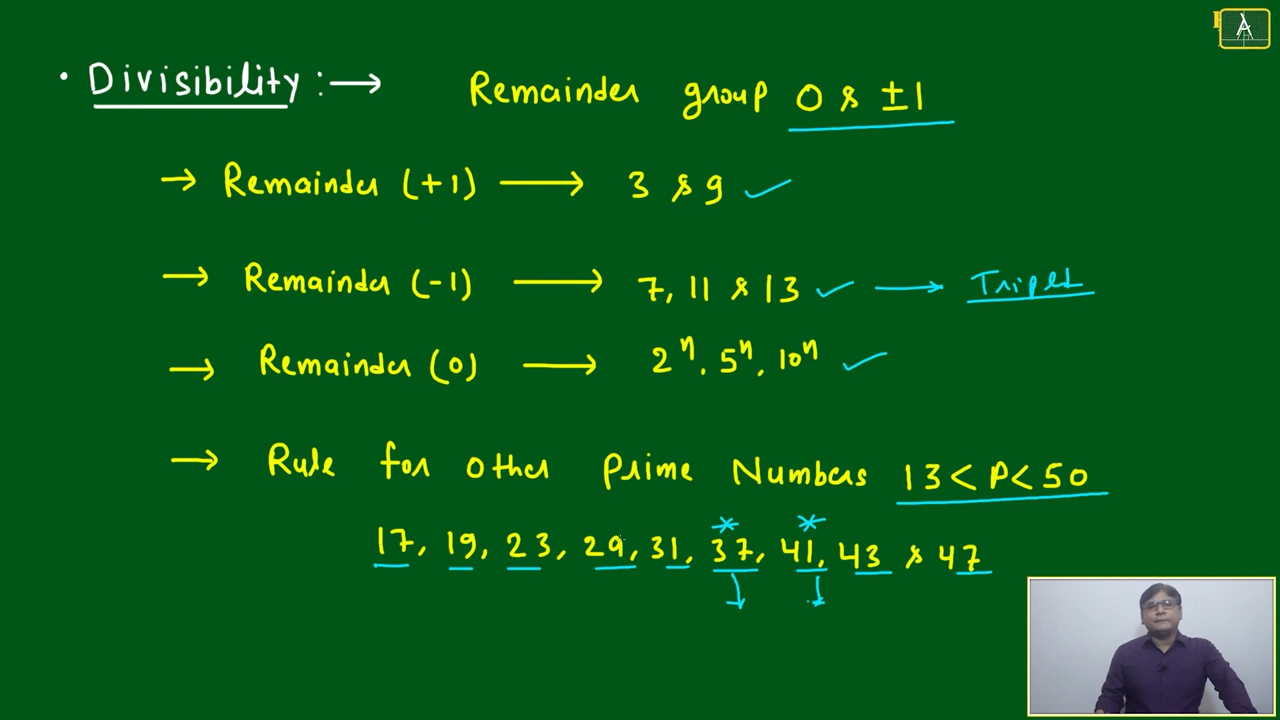 • Divisibility :→ Remainder group 0 & ±1
→ Remainder (+1) → 3 & 9 ✓
→ Remainder (-1) → 7, 11 & 13 ✓ → Triplet
→ Remainder (0) → 2ⁿ, 5ⁿ, 10ⁿ ✓
→ Rule for other Prime Numbers 13 < P < 50
17, 19, 23, 29, 31, 37, 41, 43 & 47